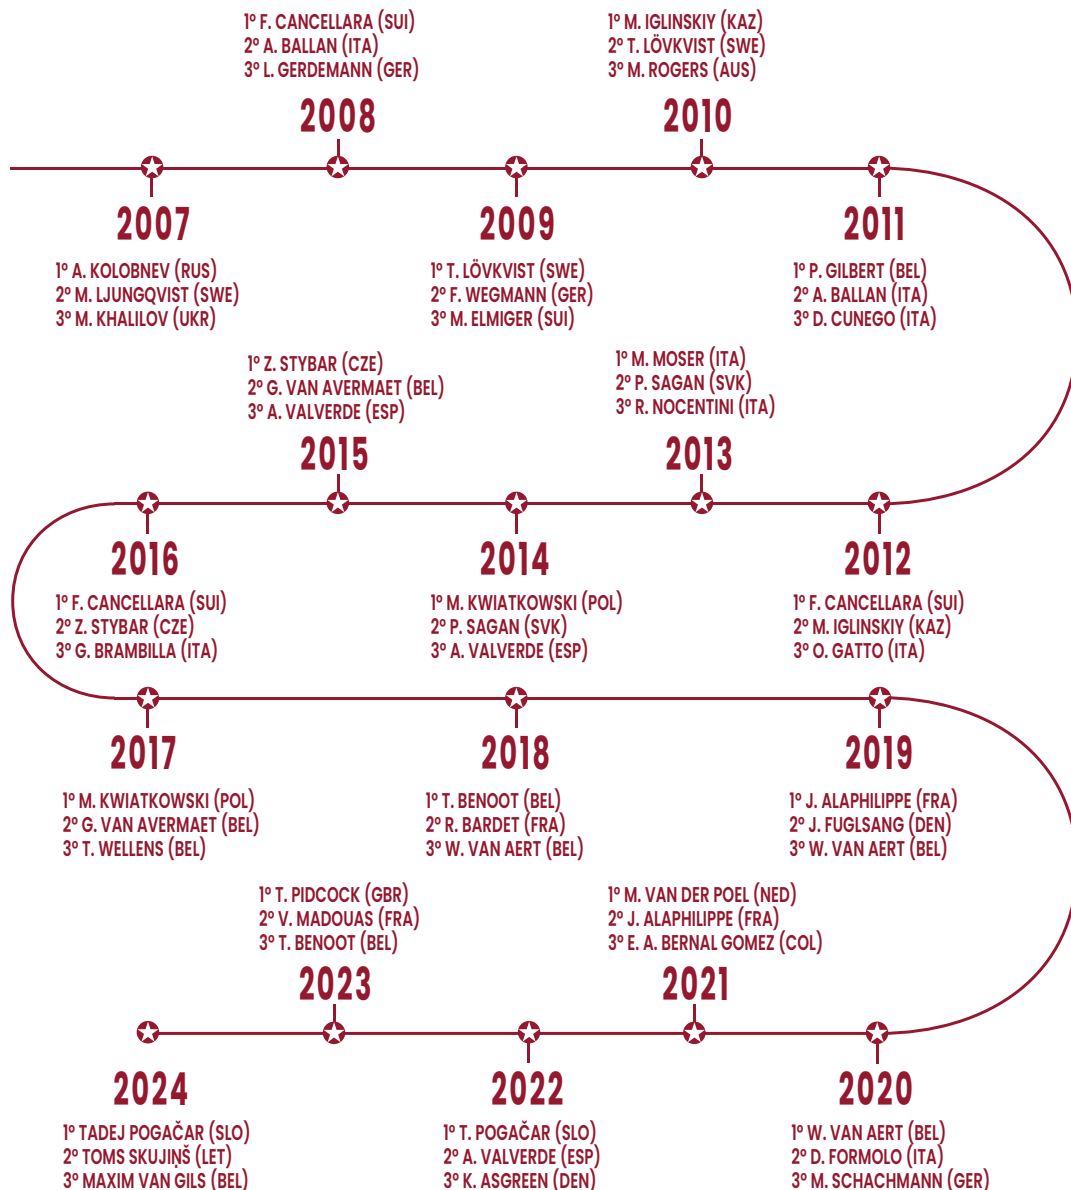 1º F. CANCELLARA (SUI)
2º A. BALLAN (ITA)
3º L. GERDEMANN (GER)
2008
1º M. IGLINSKIY (KAZ)
2º T. LÖVKVIST (SWE)
3º M. ROGERS (AUS)
2010
2007
1º A. KOLOBNEV (RUS)
2º M. LJUNGQVIST (SWE)
3º M. KHALILOV (UKR)
2009
1º T. LÖVKVIST (SWE)
2º F. WEGMANN (GER)
3º M. ELMIGER (SUI)
2011
1º P. GILBERT (BEL)
2º A. BALLAN (ITA)
3º D. CUNEGO (ITA)
1º Z. STYBAR (CZE)
2º G. VAN AVERMAET (BEL)
3º A. VALVERDE (ESP)
2015
1º M. MOSER (ITA)
2º P. SAGAN (SVK)
3º R. NOCENTINI (ITA)
2013
2016
1º F. CANCELLARA (SUI)
2º Z. STYBAR (CZE)
3º G. BRAMBILLA (ITA)
2014
1º M. KWIATKOWSKI (POL)
2º P. SAGAN (SVK)
3º A. VALVERDE (ESP)
2012
1º F. CANCELLARA (SUI)
2º M. IGLINSKIY (KAZ)
3º O. GATTO (ITA)
2017
1º M. KWIATKOWSKI (POL)
2º G. VAN AVERMAET (BEL)
3º T. WELLENS (BEL)
2018
1º T. BENOOT (BEL)
2º R. BARDET (FRA)
3º W. VAN AERT (BEL)
2019
1º J. ALAPHILIPPE (FRA)
2º J. FUGLSANG (DEN)
3º W. VAN AERT (BEL)
1º T. PIDCOCK (GBR)
2º V. MADOUAS (FRA)
3º T. BENOOT (BEL)
2023
1º M. VAN DER POEL (NED)
2º J. ALAPHILIPPE (FRA)
3º E. A. BERNAL GOMEZ (COL)
2021
2024
1º TADEJ POGAČAR (SLO)
2º TOMS SKUJIŅŠ (LET)
3º MAXIM VAN GILS (BEL)
2022
1º T. POGAČAR (SLO)
2º A. VALVERDE (ESP)
3º K. ASGREEN (DEN)
2020
1º W. VAN AERT (BEL)
2º D. FORMOLO (ITA)
3º M. SCHACHMANN (GER)